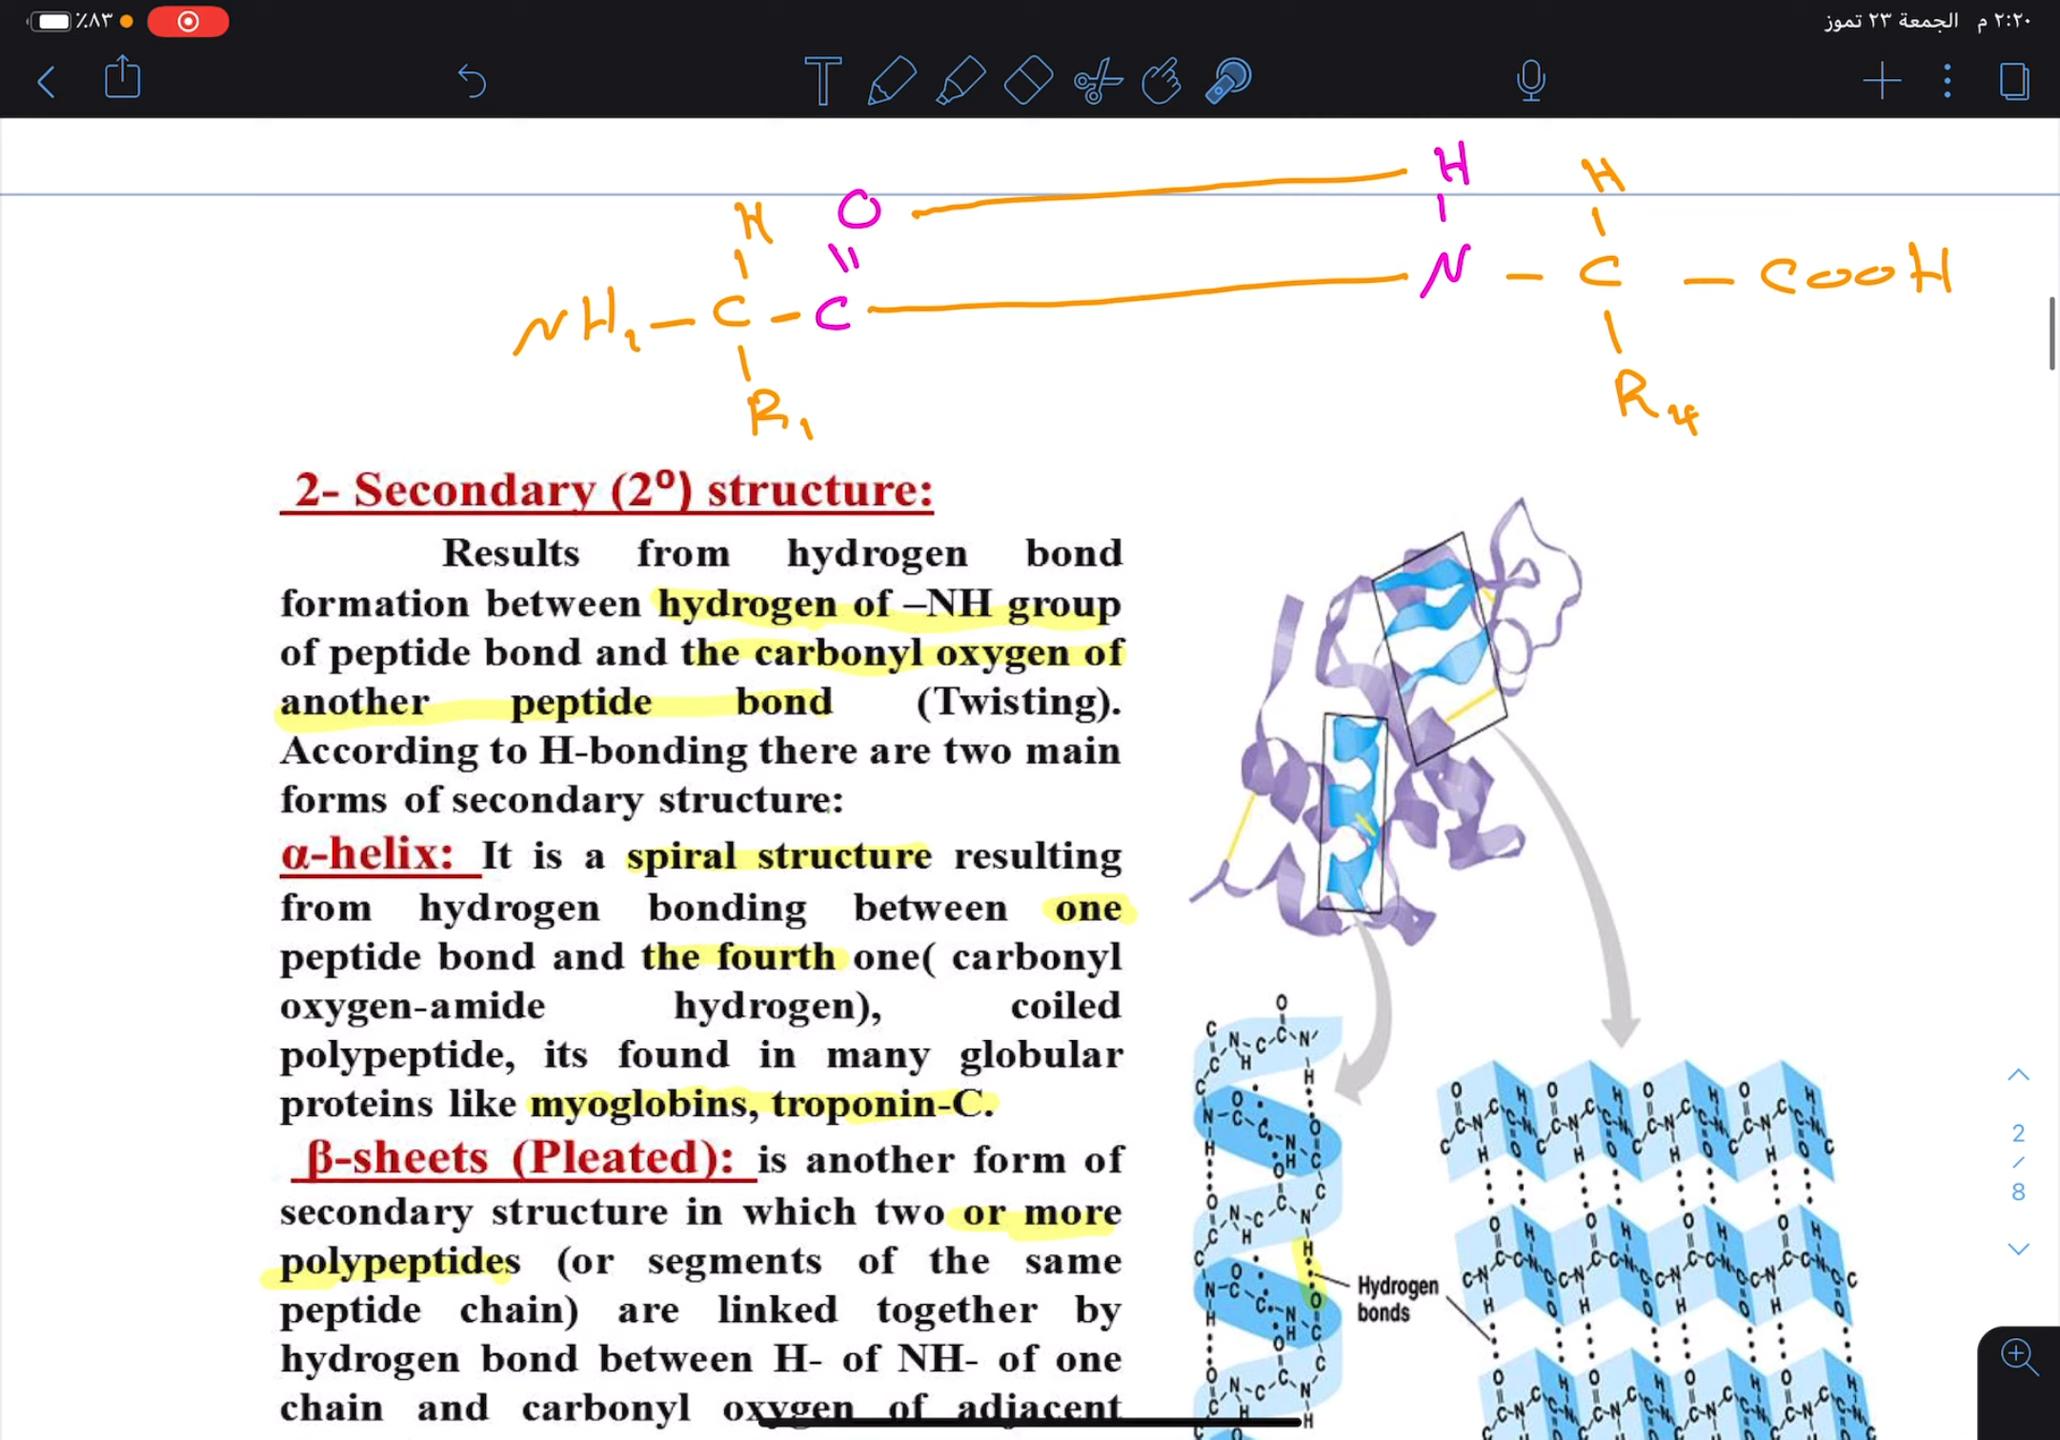 ٪٨٣
٢:٢٠ م الجمعة ٢٣ تموز
H H
H O
NH₂ – C – C N – C – COOH
R₁ R₄
2- Secondary (2º) structure:
Results from hydrogen bond
formation between hydrogen of –NH group
of peptide bond and the carbonyl oxygen of
another peptide bond (Twisting).
According to H-bonding there are two main
forms of secondary structure:
α-helix: It is a spiral structure resulting
from hydrogen bonding between one
peptide bond and the fourth one( carbonyl
oxygen-amide hydrogen), coiled
polypeptide, its found in many globular
proteins like myoglobins, troponin-C.
β-sheets (Pleated): is another form of
secondary structure in which two or more
polypeptides (or segments of the same
peptide chain) are linked together by
hydrogen bond between H- of NH- of one
chain and carbonyl oxygen of adjacent
Hydrogen
bonds
2
/
8